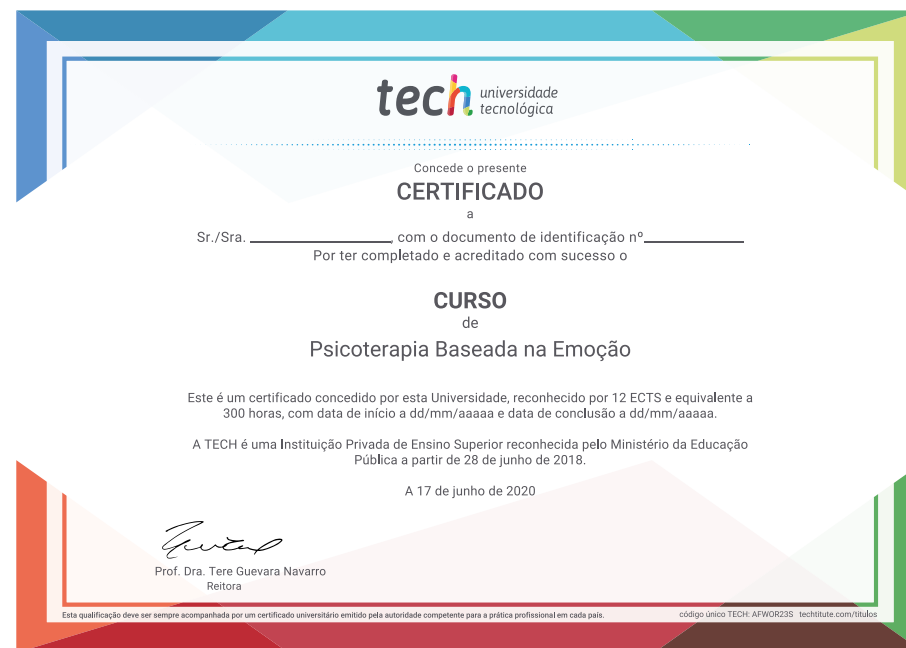 tech universidade
tecnológica
Concede o presente
CERTIFICADO
a
Sr./Sra. ____________, com o documento de identificação nº____________
Por ter completado e acreditado com sucesso o
CURSO
de
Psicoterapia Baseada na Emoção
Este é um certificado concedido por esta Universidade, reconhecido por 12 ECTS e equivalente a
300 horas, com data de início a dd/mm/aaaaa e data de conclusão a dd/mm/aaaaa.
A TECH é uma Instituição Privada de Ensino Superior reconhecida pelo Ministério da Educação
Pública a partir de 28 de junho de 2018.
A 17 de junho de 2020
Prof. Dra. Tere Guevara Navarro
Reitora
Esta qualificação deve ser sempre acompanhada por um certificado universitário emitido pela autoridade competente para a prática profissional em cada país.
código único TECH: AFWOR23S techtitute.com/titulos